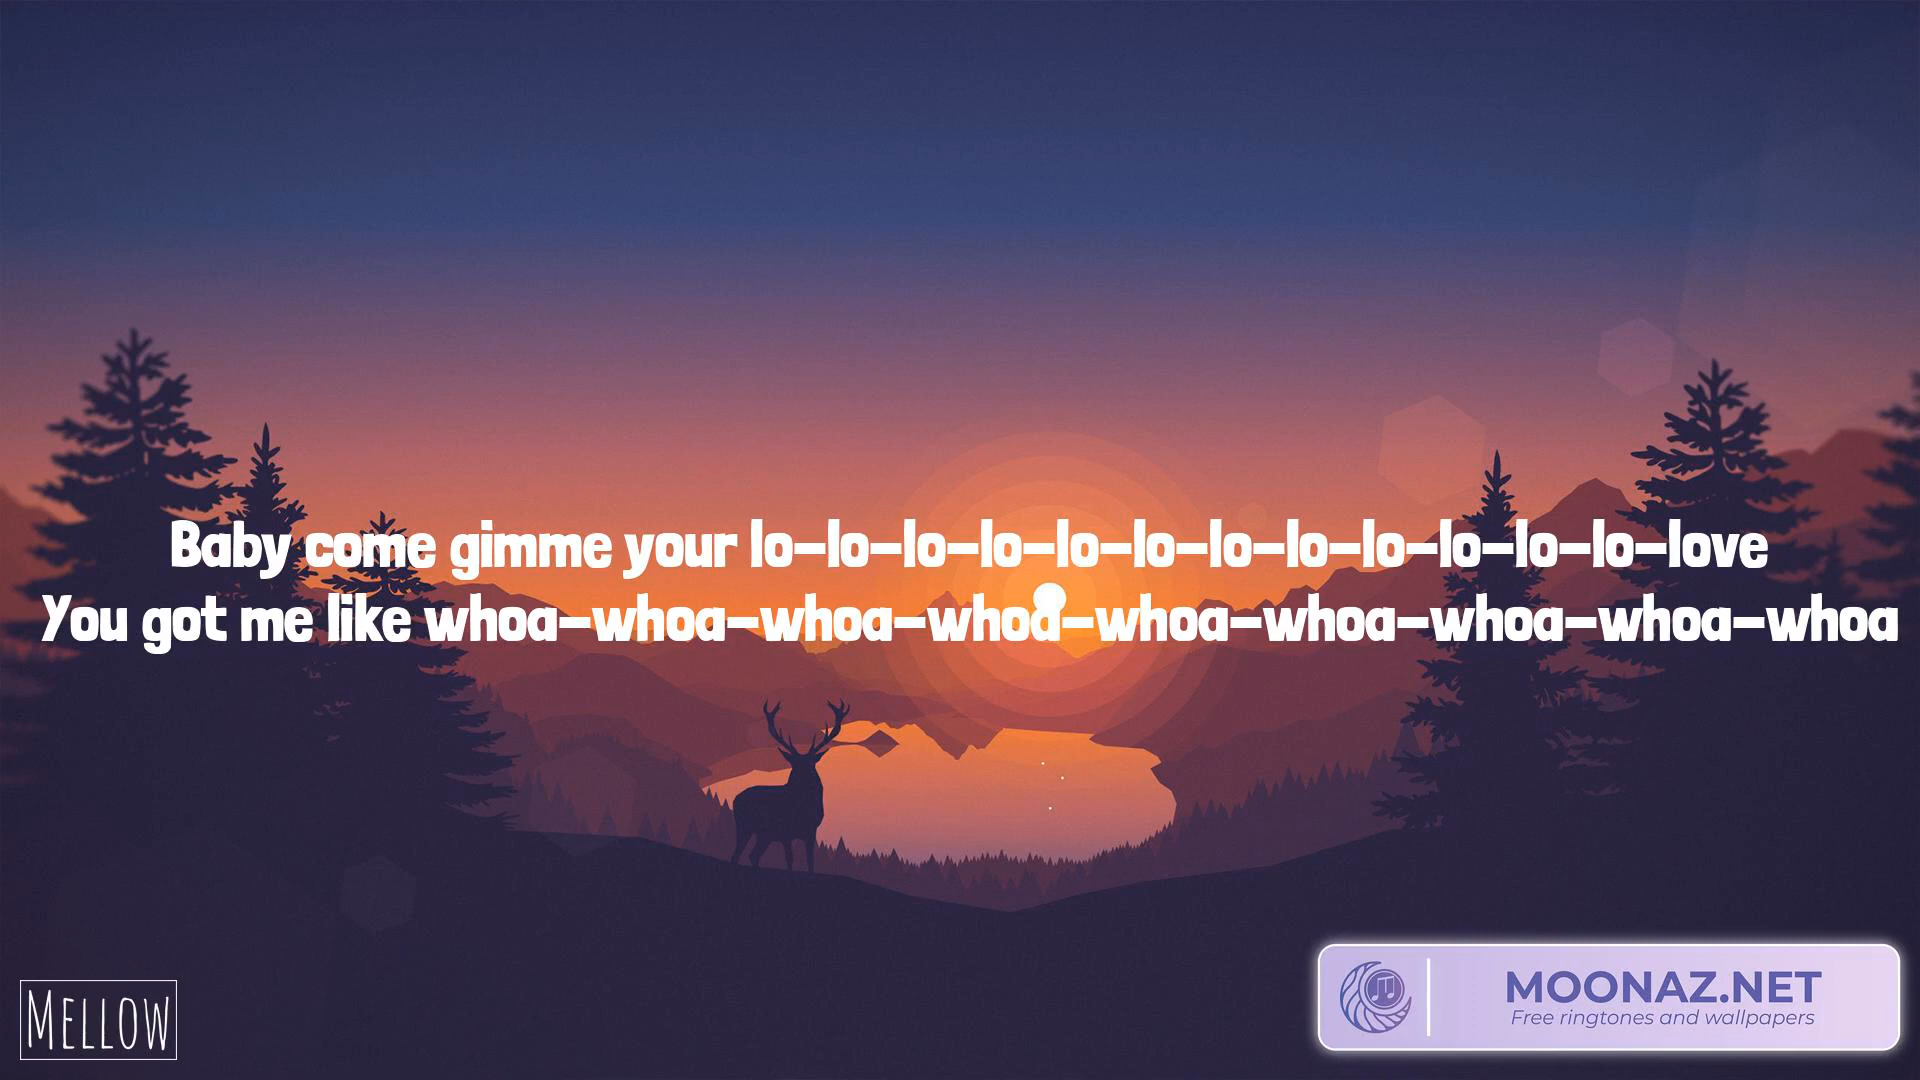 Baby come gimme your lo-lo-lo-lo-lo-lo-lo-lo-lo-lo-lo-lo-love
You got me like whoa-whoa-whoa-whoa-whoa-whoa-whoa-whoa-whoa
MELLOW
MOONAZ.NET
Free ringtones and wallpapers